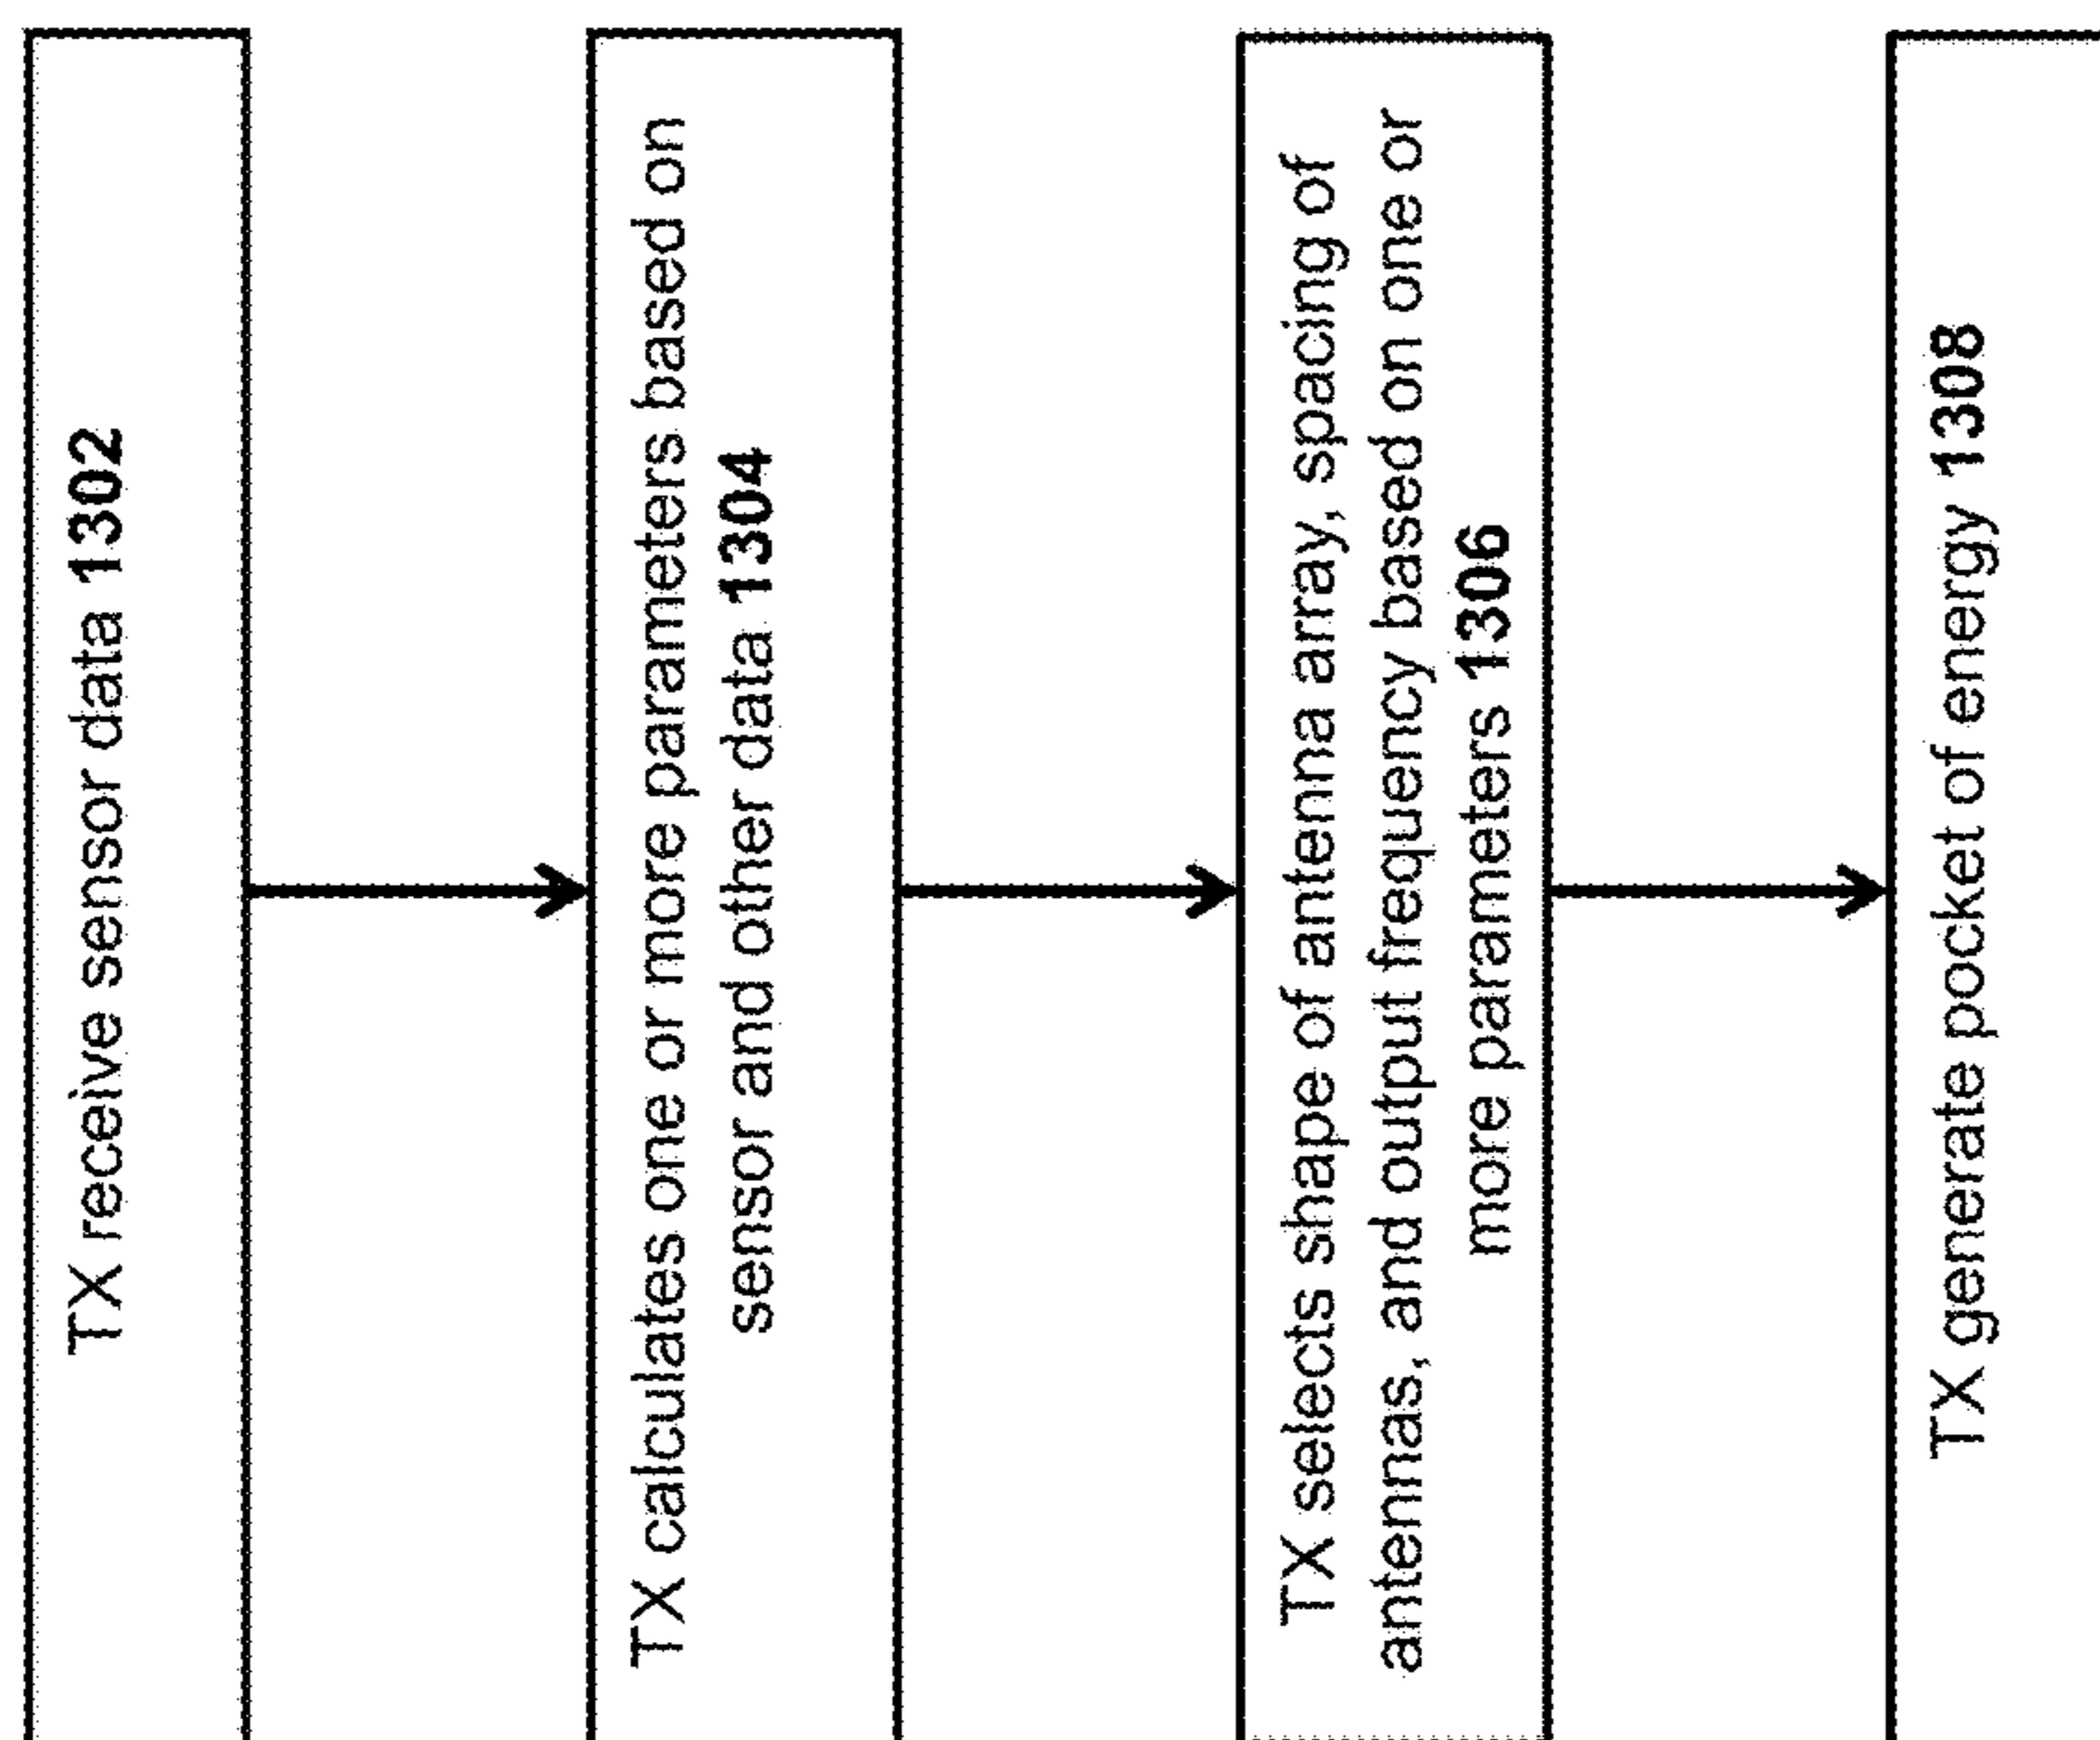 TX receive sensor data 1302
TX calculates one or more parameters based on
sensor and other data 1304
TX selects shape of antenna array, spacing of
antennas, and output frequency based on one or
more parameters 1306
TX generate pocket of energy 1308